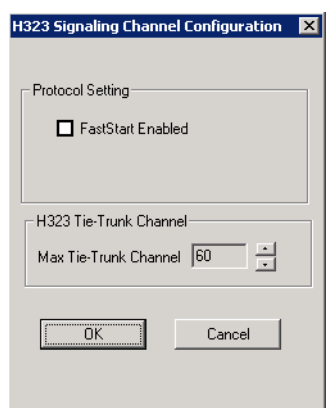 H323 Signaling Channel Configuration
Protocol Setting
FastStart Enabled
H323 Tie-Trunk Channel
Max Tie-Trunk Channel 60
OK Cancel